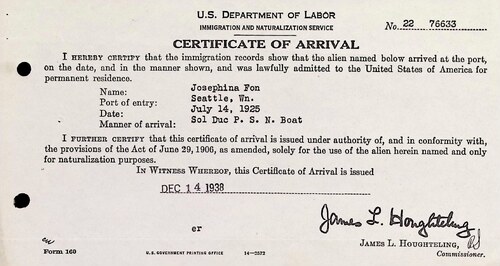 U.S. DEPARTMENT OF LABOR
IMMIGRATION AND NATURALIZATION SERVICE
No. 22 76633
CERTIFICATE OF ARRIVAL
I HEREBY CERTIFY that the immigration records show that the alien named below arrived at the port,
on the date, and in the manner shown, and was lawfully admitted to the United States of America for
permanent residence.
Name: Josephina Fon
Port of entry: Seattle, Wn.
Date: July 14, 1925
Manner of arrival: Sol Duc P. S. N. Boat
I FURTHER CERTIFY that this certificate of arrival is issued under authority of, and in conformity with,
the provisions of the Act of June 29, 1906, as amended, solely for the use of the alien herein named and only
for naturalization purposes.
IN WITNESS WHEREOF, this Certificate of Arrival is issued
DEC 14 1938
James L. Houghteling
or
JAMES L. HOUGHTELING,
Commissioner.
Form 160
U. S. GOVERNMENT PRINTING OFFICE 14—2572